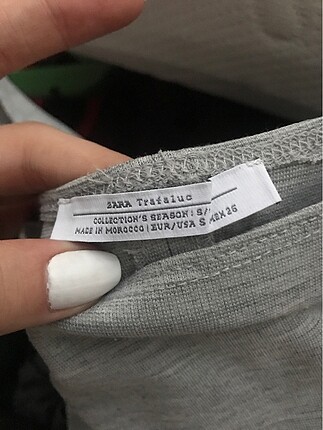 ZARA Trafaluc
COLLECTION'S SEASON: S/
MADE IN MOROCCO EUR/USA S MEX 26